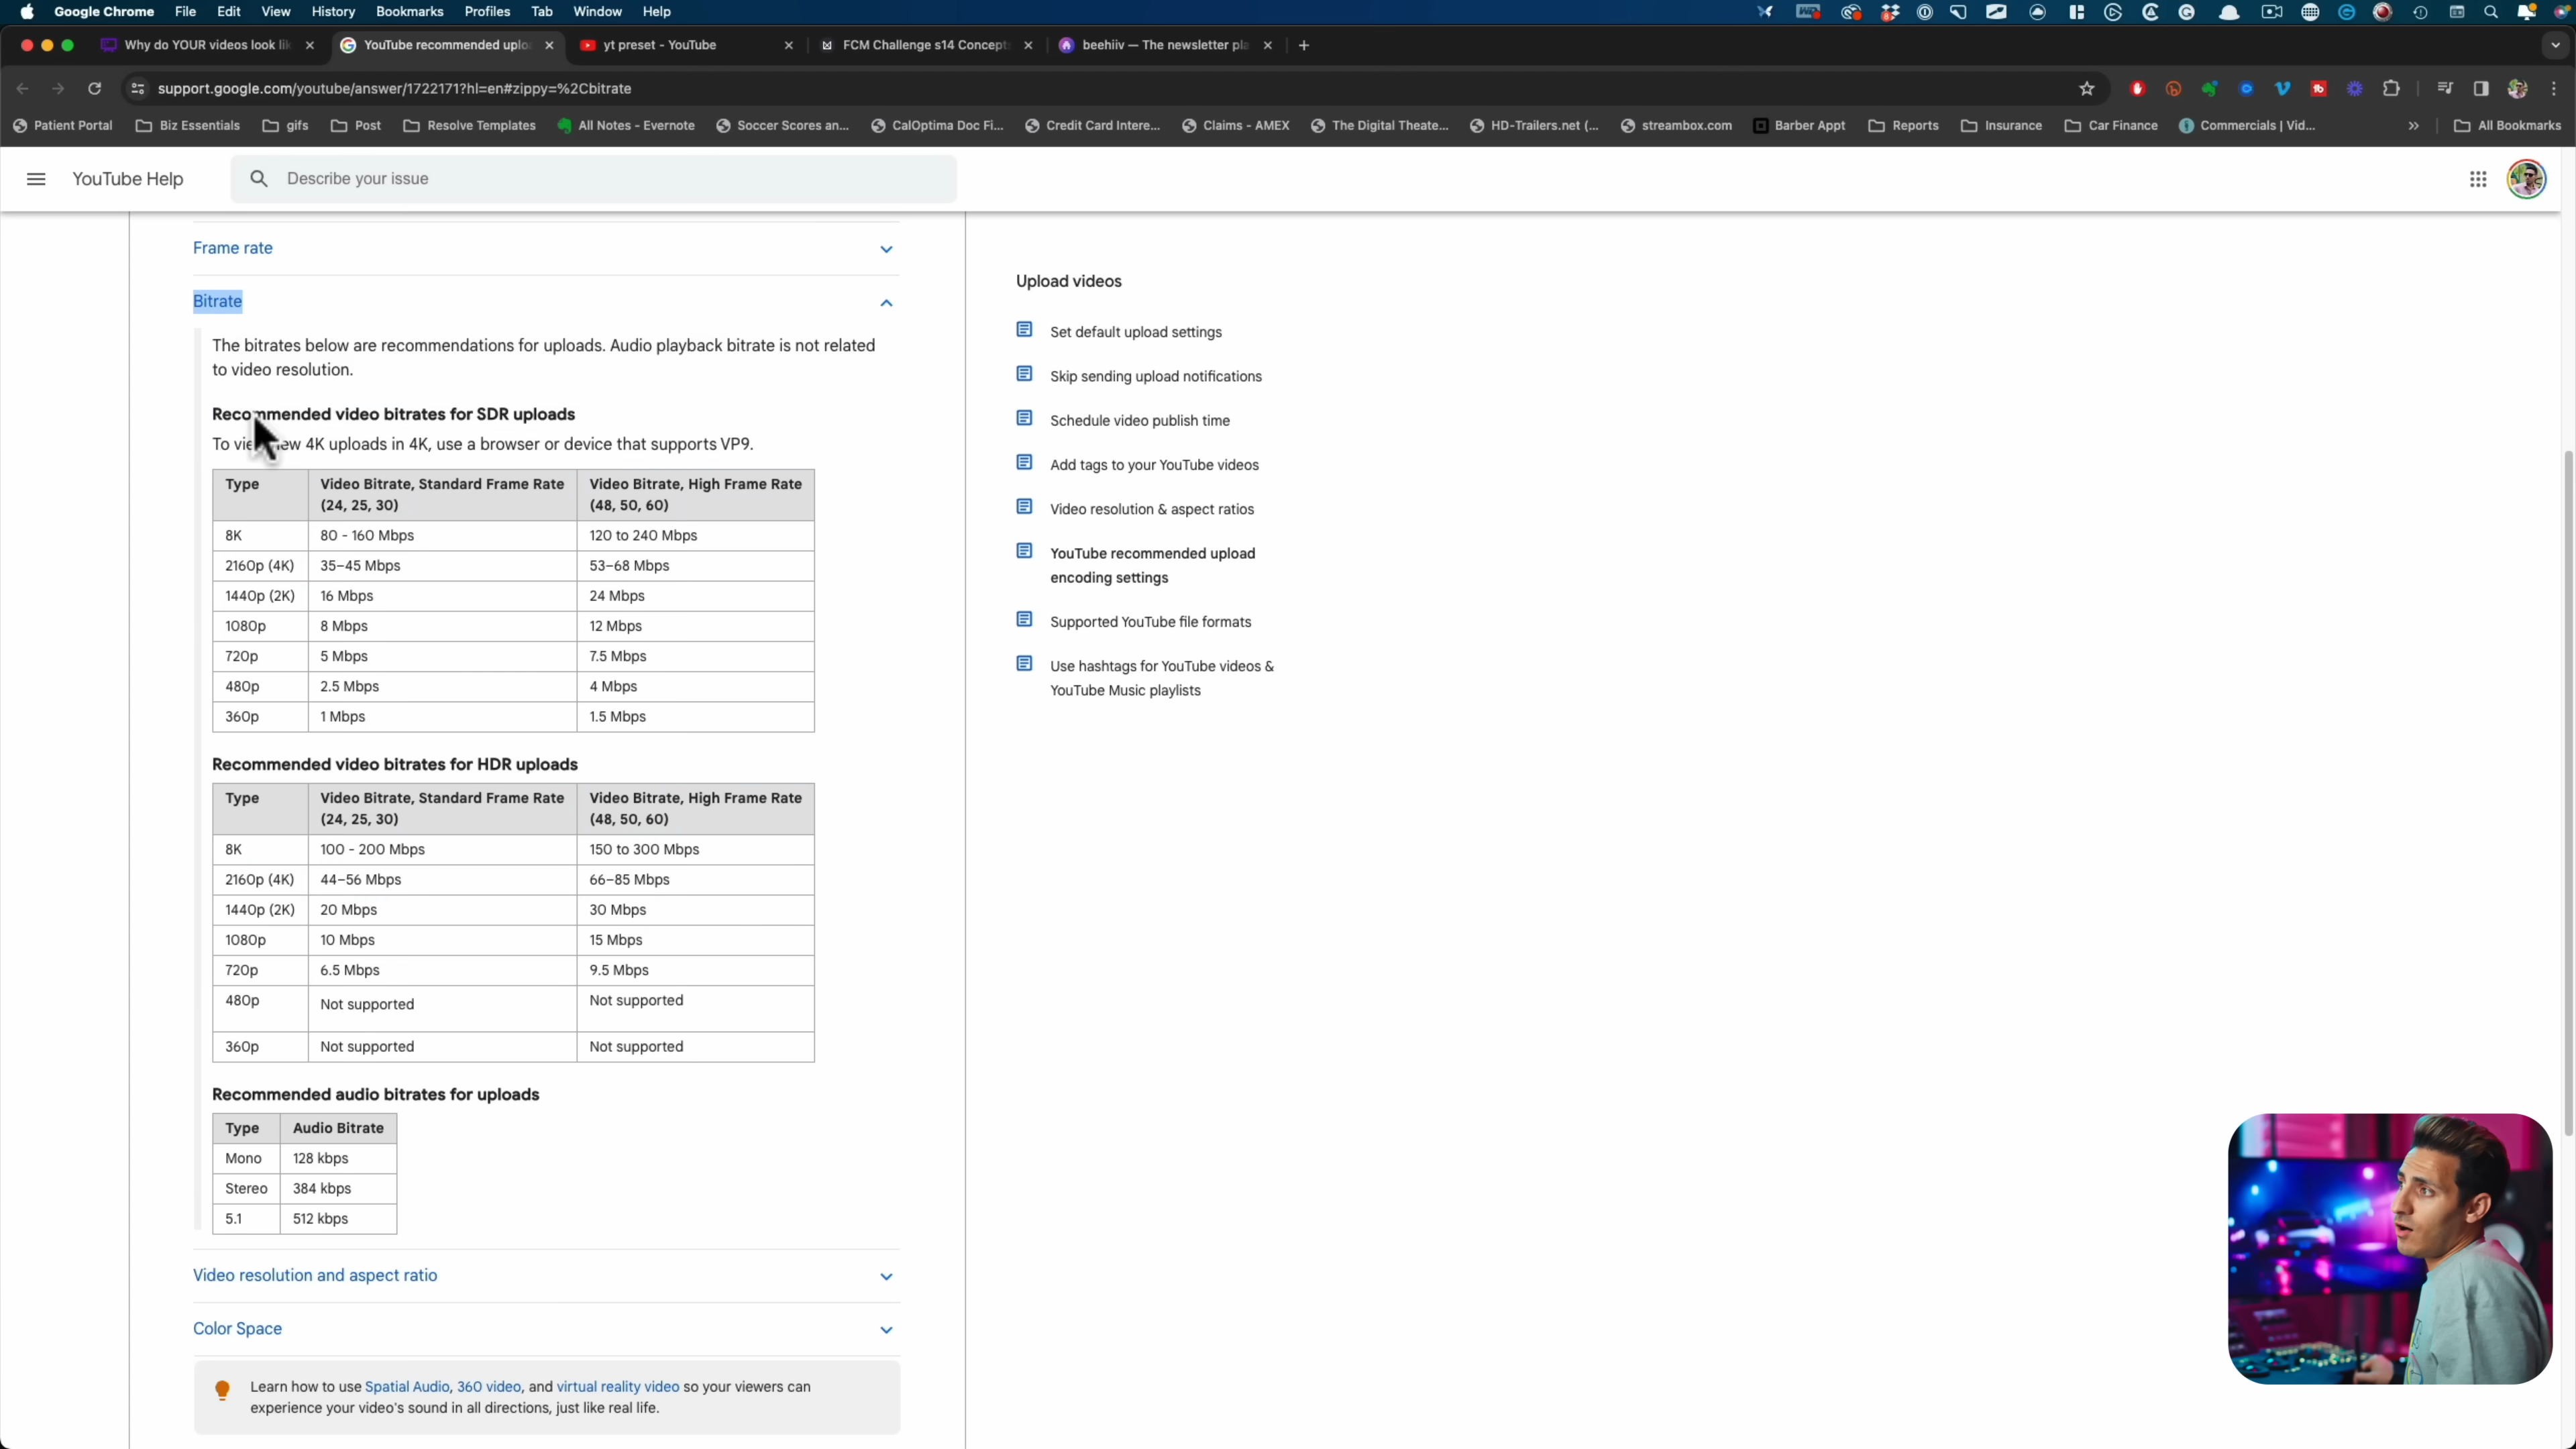 Google Chrome File Edit View History Bookmarks Profiles Tab Window Help
Why do YOUR videos look li
YouTube recommended uplo
yt preset - YouTube
FCM Challenge s14 Concept
beehiiv — The newsletter pl
support.google.com/youtube/answer/1722171?hl=en#zippy=%2Cbitrate
Patient Portal Biz Essentials gifs Post Resolve Templates All Notes - Evernote Soccer Scores an... CalOptima Doc Fi... Credit Card Intere... Claims - AMEX The Digital Theate... HD-Trailers.net (... streambox.com Barber Appt Reports Insurance Car Finance Commercials | Vid... » All Bookmarks
YouTube Help
Describe your issue
Frame rate
Bitrate
The bitrates below are recommendations for uploads. Audio playback bitrate is not related
to video resolution.
Recommended video bitrates for SDR uploads
To view new 4K uploads in 4K, use a browser or device that supports VP9.
Type Video Bitrate, Standard Frame Rate Video Bitrate, High Frame Rate
(24, 25, 30) (48, 50, 60)
8K 80 - 160 Mbps 120 to 240 Mbps
2160p (4K) 35–45 Mbps 53–68 Mbps
1440p (2K) 16 Mbps 24 Mbps
1080p 8 Mbps 12 Mbps
720p 5 Mbps 7.5 Mbps
480p 2.5 Mbps 4 Mbps
360p 1 Mbps 1.5 Mbps
Recommended video bitrates for HDR uploads
Type Video Bitrate, Standard Frame Rate Video Bitrate, High Frame Rate
(24, 25, 30) (48, 50, 60)
8K 100 - 200 Mbps 150 to 300 Mbps
2160p (4K) 44–56 Mbps 66–85 Mbps
1440p (2K) 20 Mbps 30 Mbps
1080p 10 Mbps 15 Mbps
720p 6.5 Mbps 9.5 Mbps
480p Not supported Not supported
360p Not supported Not supported
Recommended audio bitrates for uploads
Type Audio Bitrate
Mono 128 kbps
Stereo 384 kbps
5.1 512 kbps
Video resolution and aspect ratio
Color Space
Learn how to use Spatial Audio, 360 video, and virtual reality video so your viewers can
experience your video's sound in all directions, just like real life.
Upload videos
Set default upload settings
Skip sending upload notifications
Schedule video publish time
Add tags to your YouTube videos
Video resolution & aspect ratios
YouTube recommended upload
encoding settings
Supported YouTube file formats
Use hashtags for YouTube videos &
YouTube Music playlists